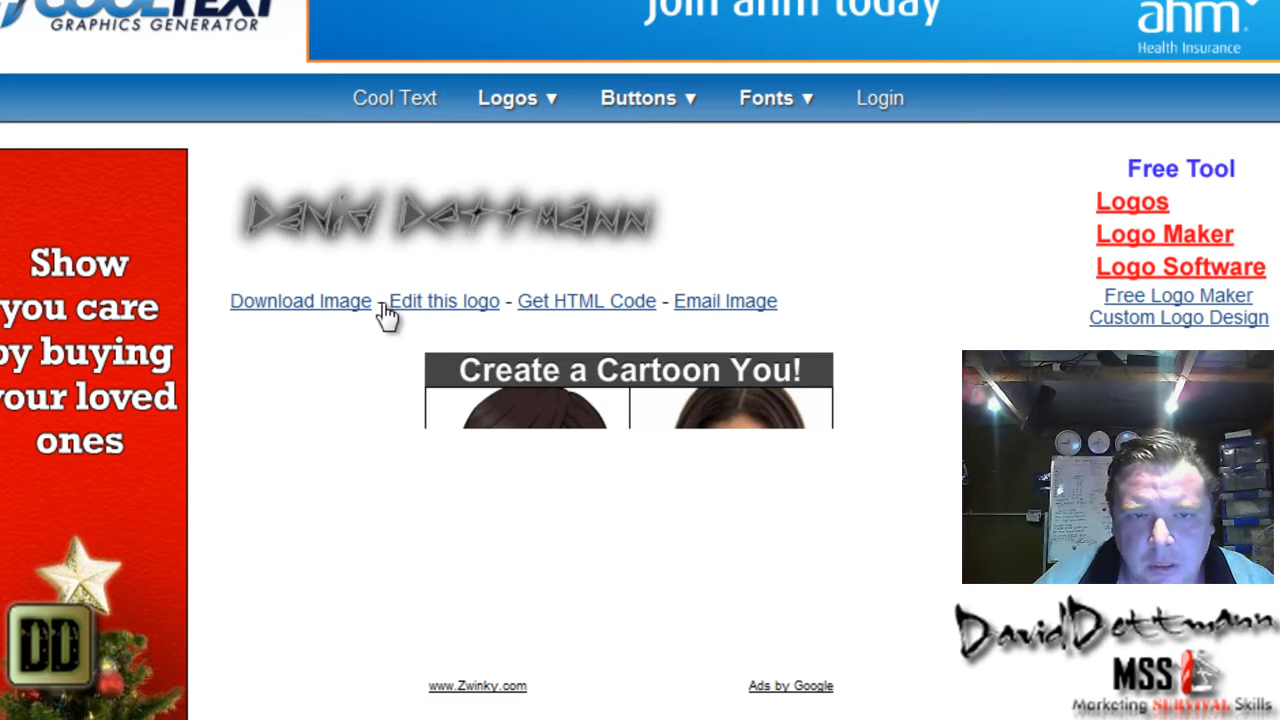 COOLTEXT
GRAPHICS GENERATOR
join ahm today
ahm
Health Insurance
Cool Text
Logos ▼
Buttons ▼
Fonts ▼
Login
Show
you care
by buying
your loved
ones
DD
David Dettmann
Download Image - Edit this logo - Get HTML Code - Email Image
Create a Cartoon You!
www.Zwinky.com
Ads by Google
Free Tool
Logos
Logo Maker
Logo Software
Free Logo Maker
Custom Logo Design
David Dettmann
MSS
Marketing SURVIVAL Skills